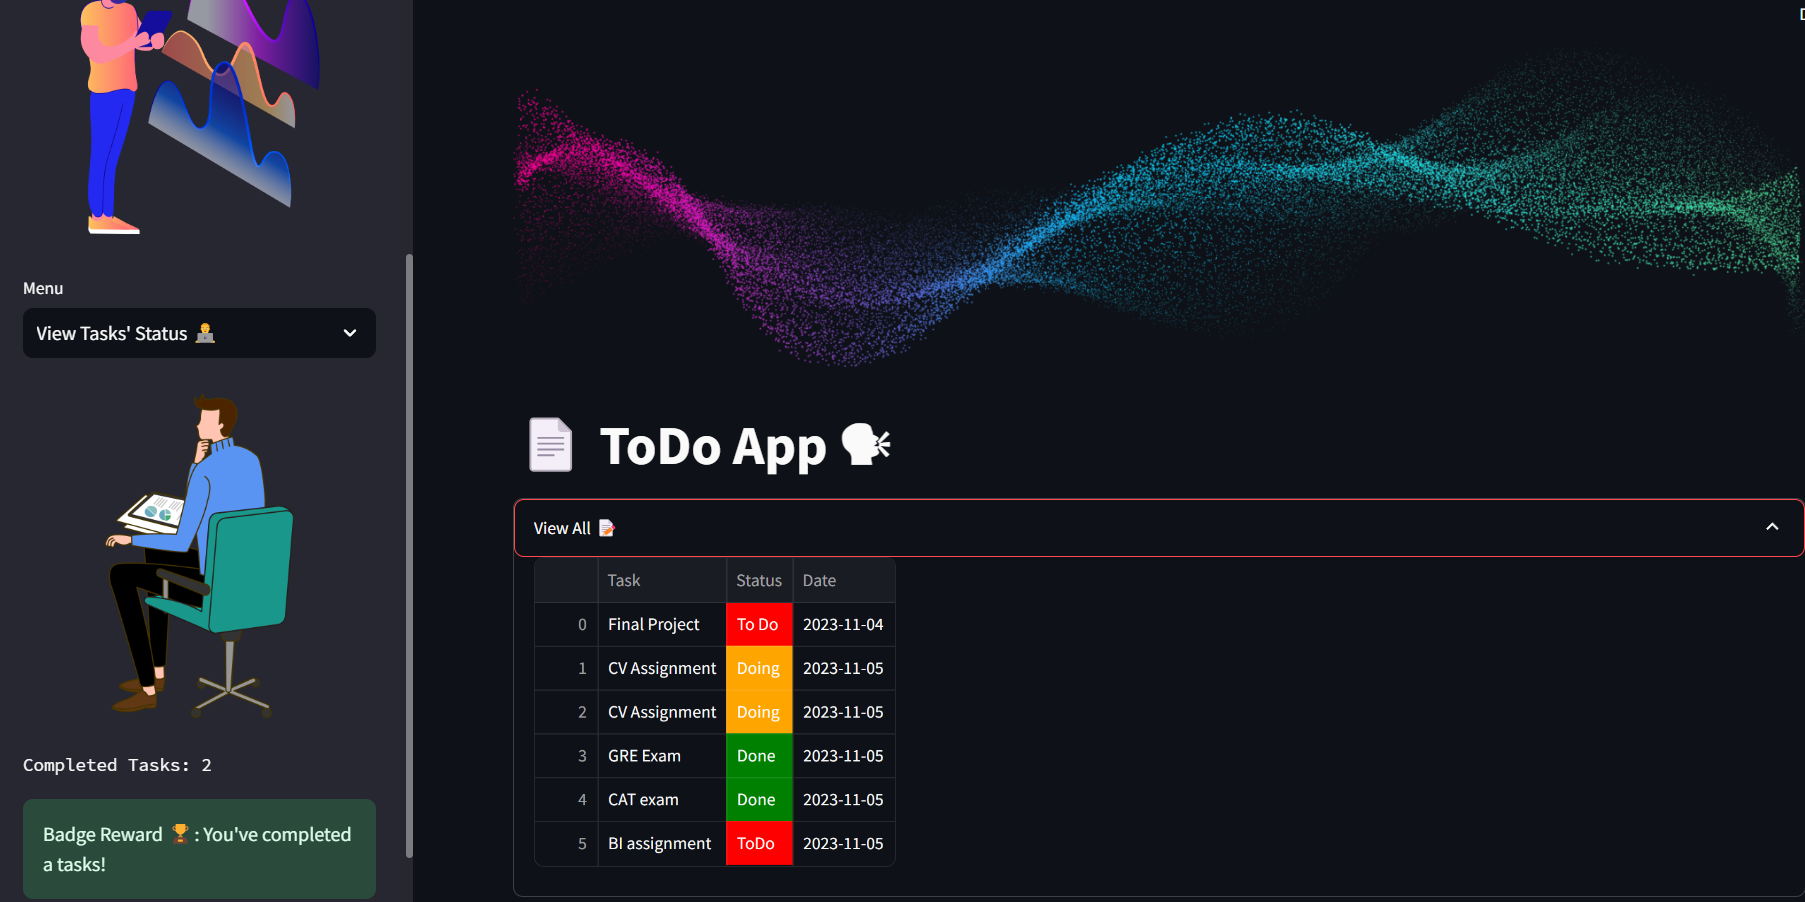 Menu
View Tasks' Status
Completed Tasks: 2
Badge Reward : You've completed
a tasks!
ToDo App
View All
Task Status Date
0 Final Project To Do 2023-11-04
1 CV Assignment Doing 2023-11-05
2 CV Assignment Doing 2023-11-05
3 GRE Exam Done 2023-11-05
4 CAT exam Done 2023-11-05
5 BI assignment ToDo 2023-11-05